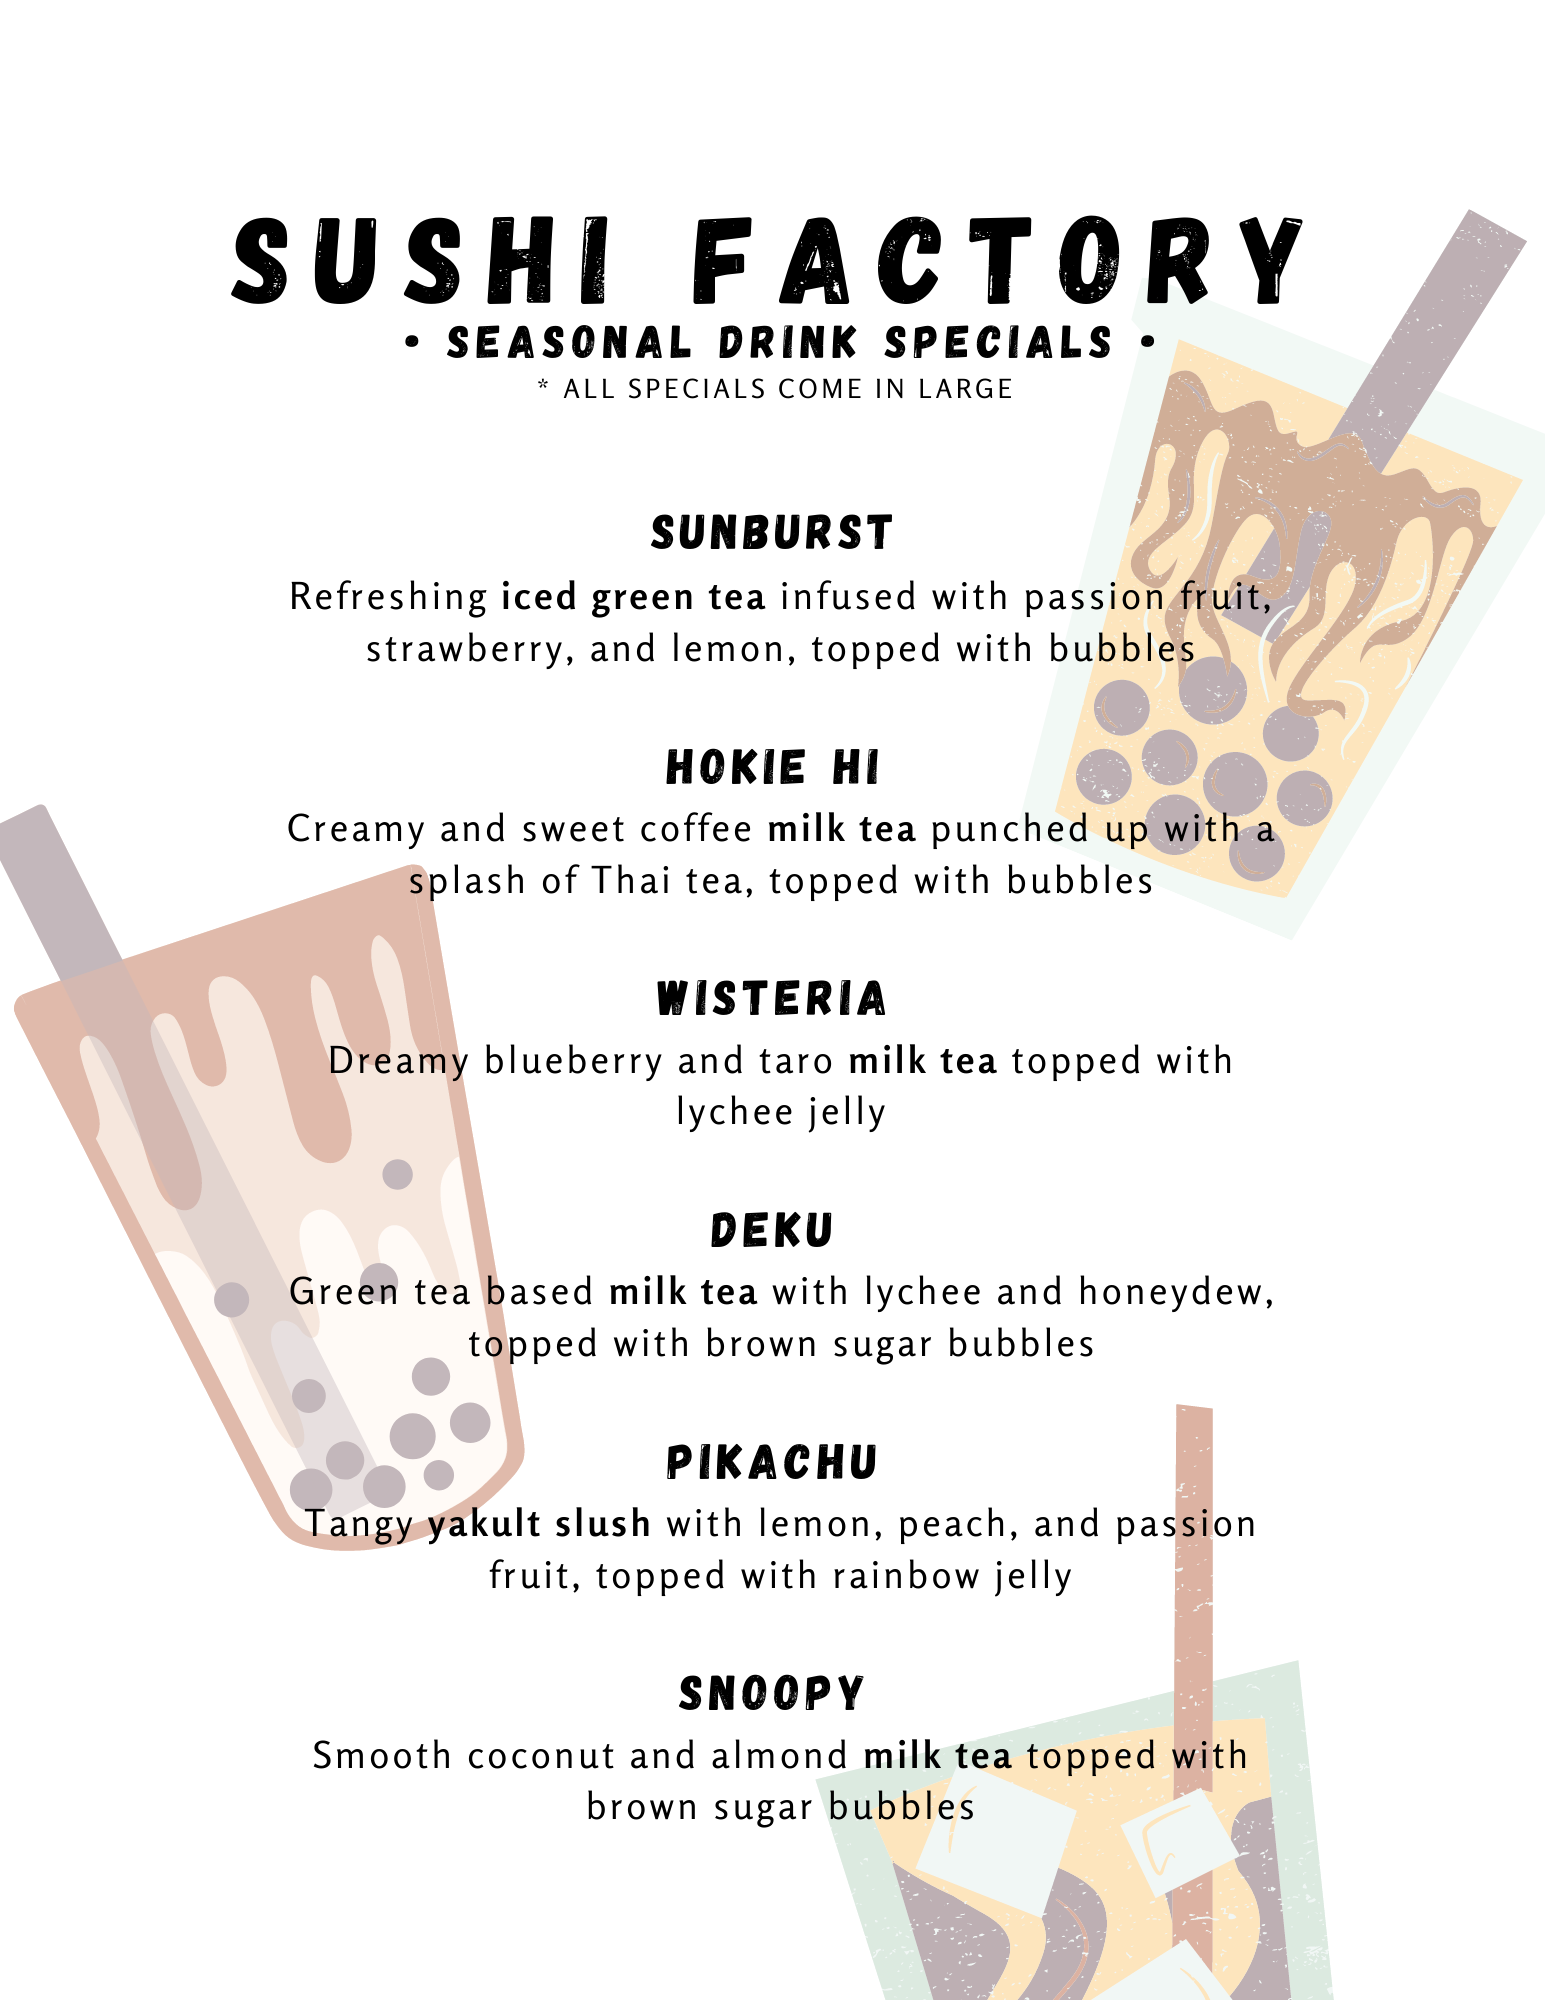 SUSHI FACTORY
• SEASONAL DRINK SPECIALS •
* ALL SPECIALS COME IN LARGE
SUNBURST
Refreshing iced green tea infused with passion fruit,
strawberry, and lemon, topped with bubbles
HOKIE HI
Creamy and sweet coffee milk tea punched up with a
splash of Thai tea, topped with bubbles
WISTERIA
Dreamy blueberry and taro milk tea topped with
lychee jelly
DEKU
Green tea based milk tea with lychee and honeydew,
topped with brown sugar bubbles
PIKACHU
Tangy yakult slush with lemon, peach, and passion
fruit, topped with rainbow jelly
SNOOPY
Smooth coconut and almond milk tea topped with
brown sugar bubbles